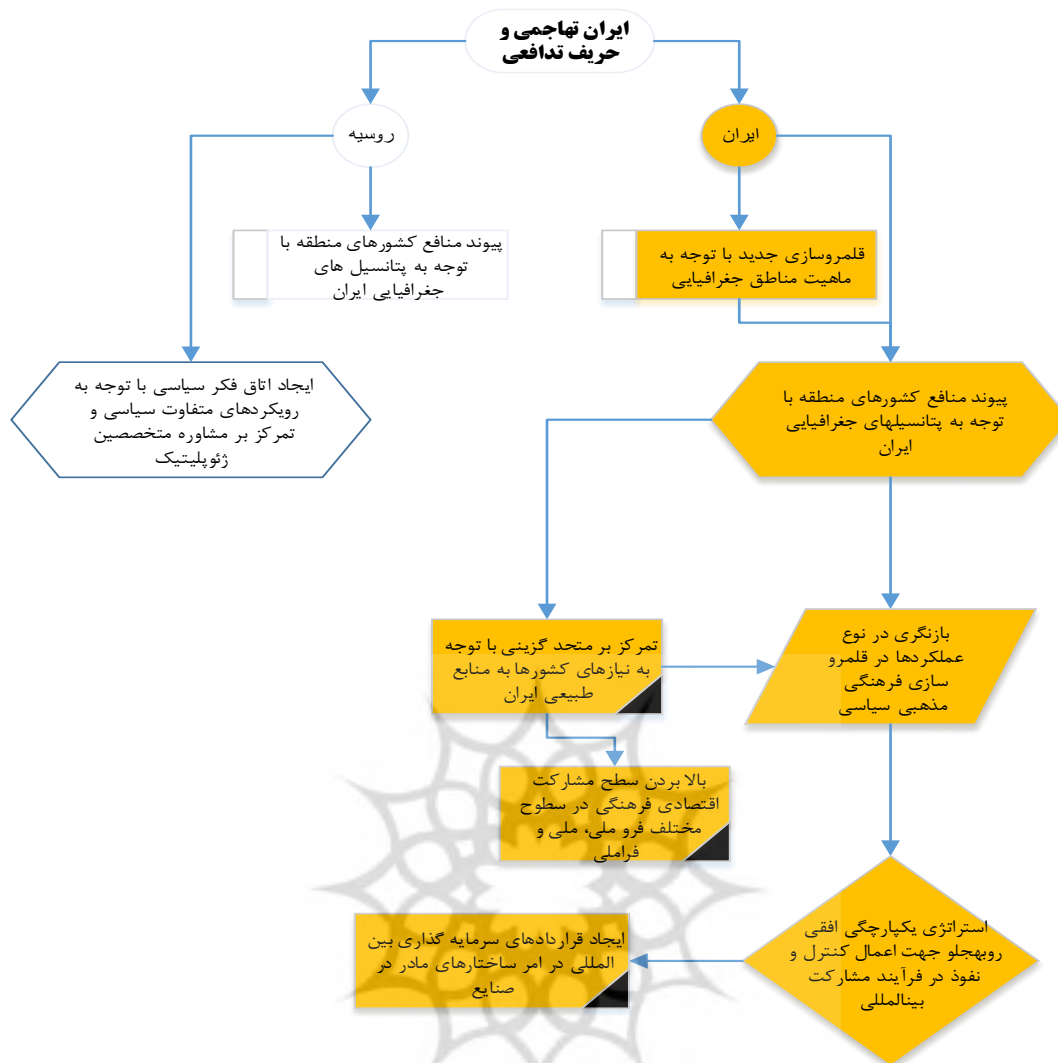 ایران تهاجمی و
حریف تدافعی
ایران
روسیه
قلمروسازی جدید با توجه به
ماهیت مناطق جغرافیایی
پیوند منافع کشورهای منطقه با
توجه به پتانسیل های
جغرافیایی ایران
پیوند منافع کشورهای منطقه با
توجه به پتانسیلهای جغرافیایی
ایران
ایجاد اتاق فکر سیاسی با توجه به
رویکردهای متفاوت سیاسی و
تمرکز بر مشاوره متخصصین
ژئوپلیتیک
بازنگری در نوع
عملکردها در قلمرو
سازی فرهنگی
مذهبی سیاسی
تمرکز بر متحد گزینی با توجه
به نیازهای کشورها به منابع
طبیعی ایران
بالا بردن سطح مشارکت
اقتصادی فرهنگی در سطوح
مختلف فرو ملی، ملی و
فراملی
استراتژی یکپارچگی افقی
روبهجلو جهت اعمال کنترل و
نفوذ در فرآیند مشارکت
بینالمللی
ایجاد قراردادهای سرمایه گذاری بین
المللی در امر ساختارهای مادر در
صنایع